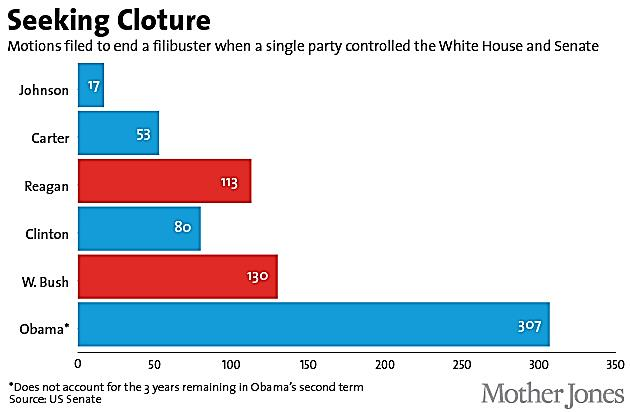 Seeking Cloture
Motions filed to end a filibuster when a single party controlled the White House and Senate
Johnson 17
Carter 53
Reagan 113
Clinton 80
W. Bush 130
Obama* 307
0 50 100 150 200 250 300 350
*Does not account for the 3 years remaining in Obama's second term
Source: US Senate
Mother Jones